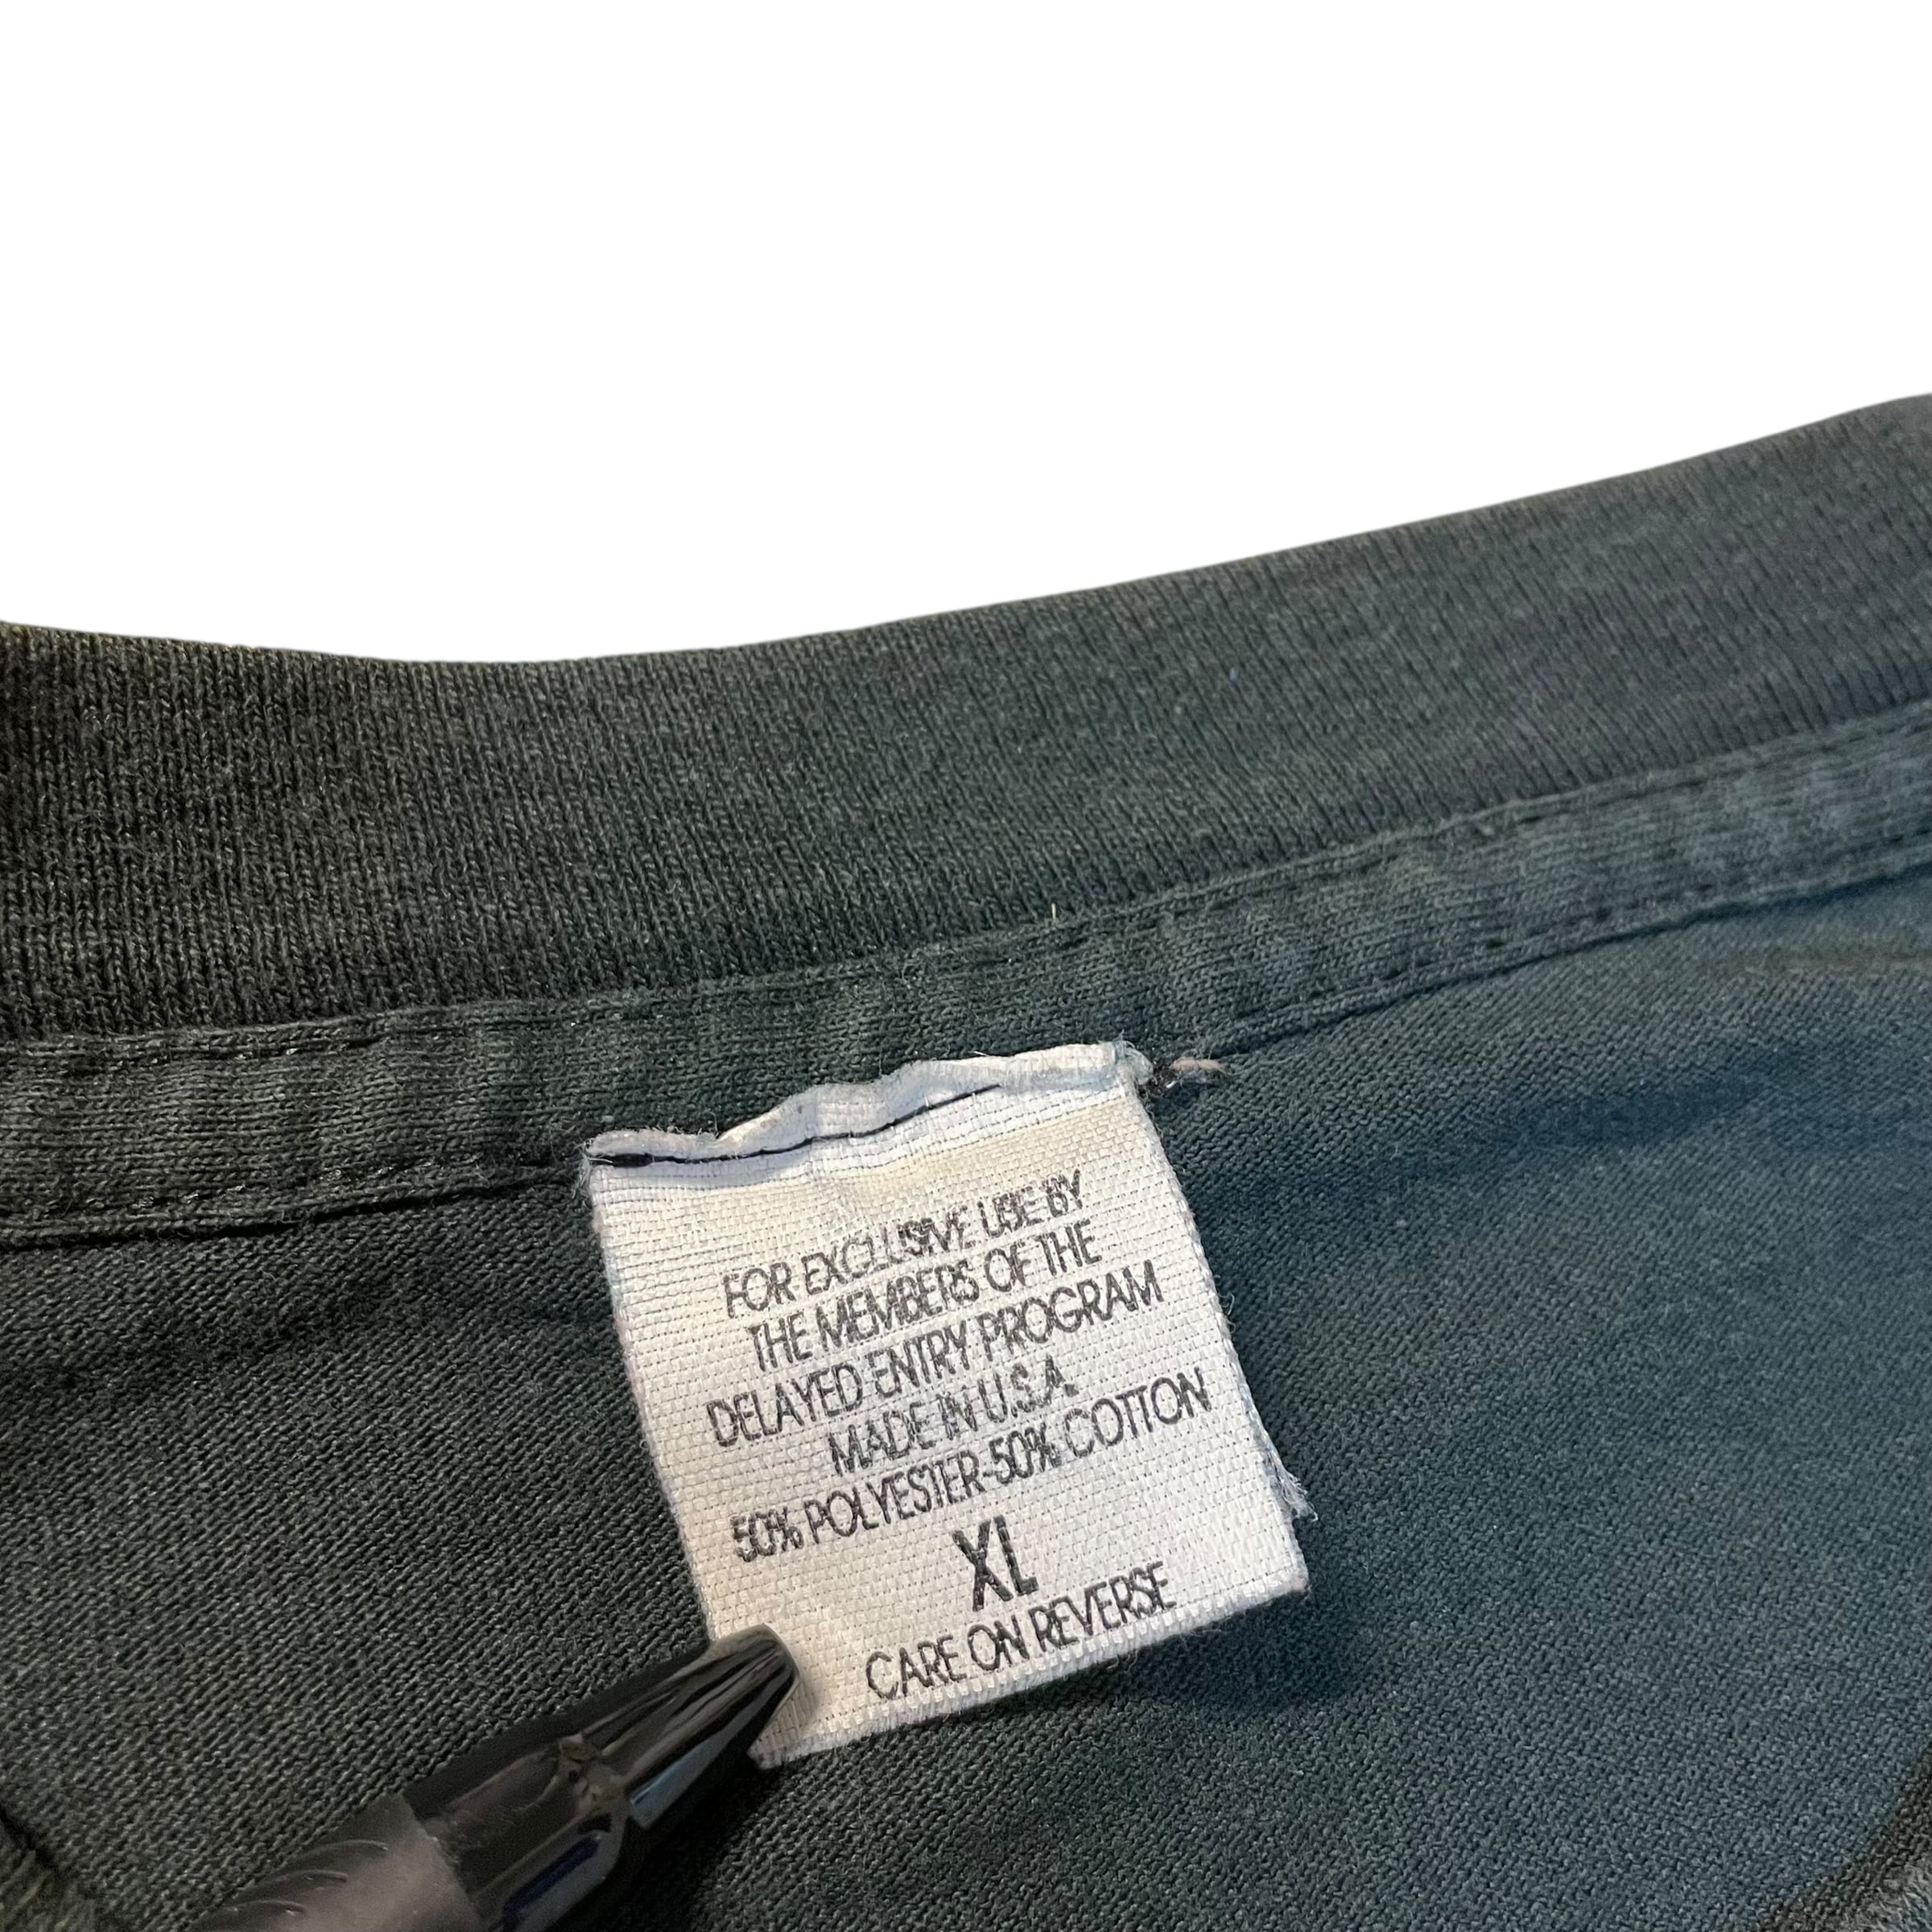 FOR EXCLUSIVE USE BY
THE MEMBERS OF THE
DELAYED ENTRY PROGRAM
MADE IN U.S.A.
50% POLYESTER-50% COTTON
XL
CARE ON REVERSE